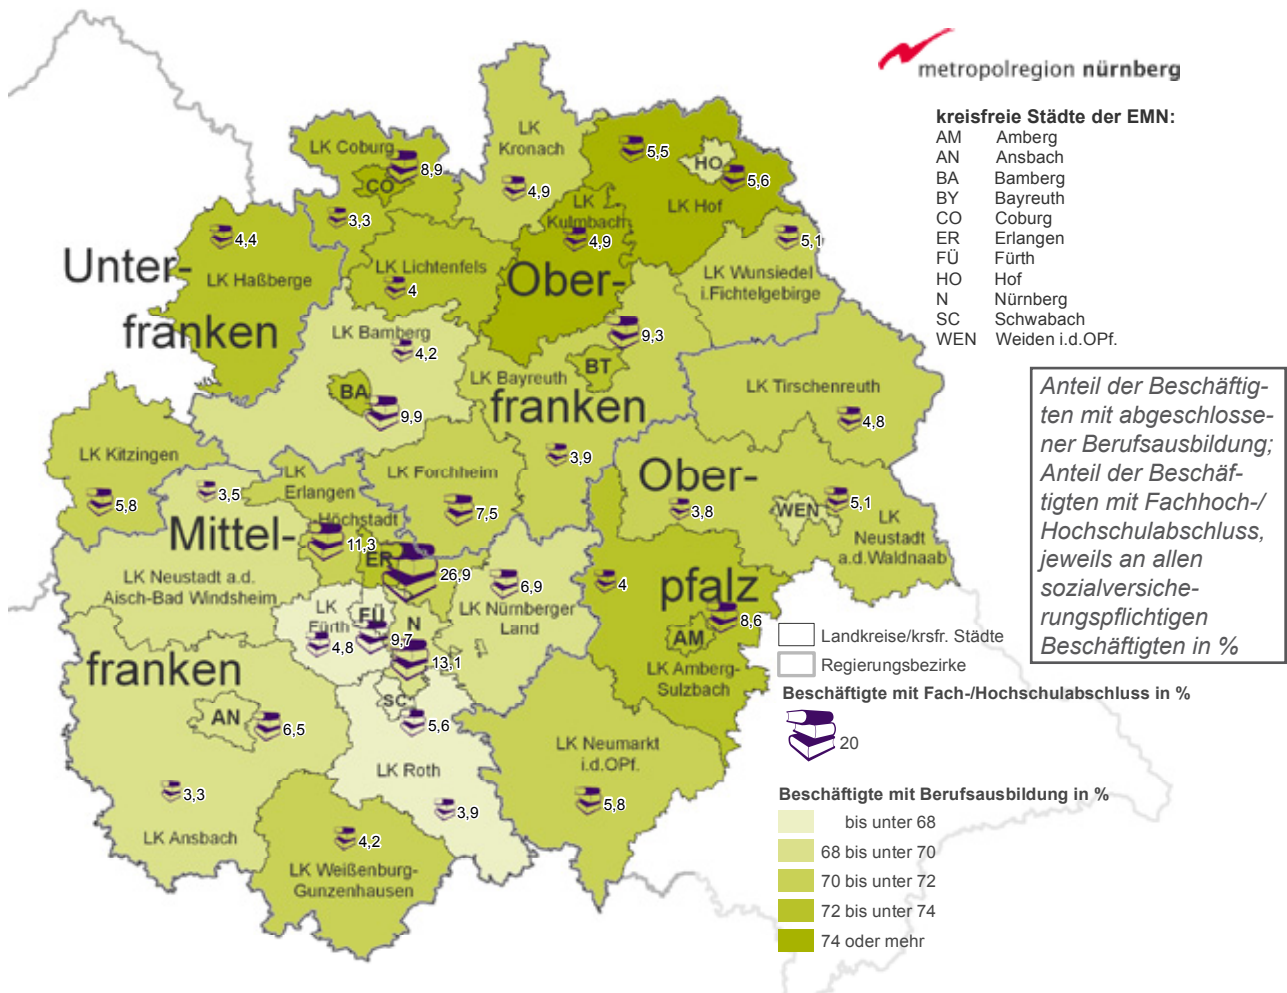 metropolregion nürnberg
kreisfreie Städte der EMN:
AM Amberg
AN Ansbach
BA Bamberg
BY Bayreuth
CO Coburg
ER Erlangen
FÜ Fürth
HO Hof
N Nürnberg
SC Schwabach
WEN Weiden i.d.OPf.
Anteil der Beschäftig-
ten mit abgeschlosse-
ner Berufsausbildung;
Anteil der Beschäf-
tigten mit Fachhoch-/
Hochschulabschluss,
jeweils an allen
sozialversiche-
rungspflichtigen
Beschäftigten in %
Landkreise/krsfr. Städte
Regierungsbezirke
Beschäftigte mit Fach-/Hochschulabschluss in %
20
Beschäftigte mit Berufsausbildung in %
bis unter 68
68 bis unter 70
70 bis unter 72
72 bis unter 74
74 oder mehr
LK
Kronach
4,9
LK Coburg
8,9
CO
3,3
5,5
HO
5,6
LK Hof
LK
Kulmbach
4,9
Unter-
franken
4,4
LK Haßberge
LK Lichtenfels
4
Ober-
franken
5,1
LK Wunsiedel
i.Fichtelgebirge
LK Bamberg
4,2
BA
9,9
9,3
BT
LK Bayreuth
3,9
LK Tirschenreuth
4,8
LK Kitzingen
5,8
3,5
LK
Erlangen
Höchstadt
11,3
LK Forchheim
7,5
Ober-
pfalz
3,8
WEN
5,1
LK
Neustadt
a.d.Waldnaab
Mittel-
franken
ER
26,9
LK Neustadt a.d.
Aisch-Bad Windsheim
LK
Fürth
4,8
FÜ
9,7
N
13,1
6,9
LK Nürnberger
Land
4
8,6
AM
LK Amberg-
Sulzbach
AN
6,5
SC
5,6
LK Roth
3,9
LK Neumarkt
i.d.OPf.
5,8
3,3
LK Ansbach
4,2
LK Weißenburg-
Gunzenhausen